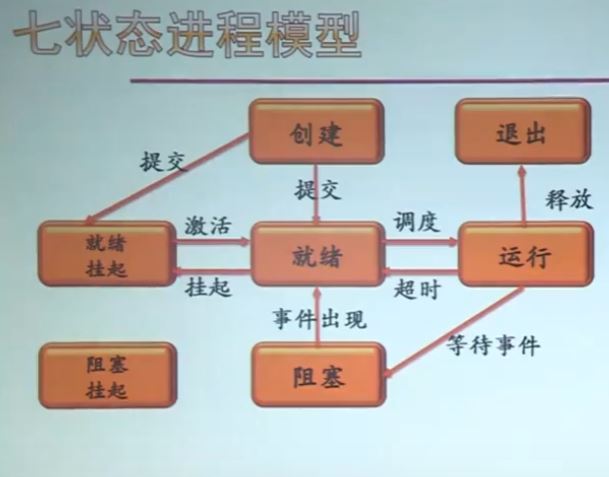 七状态进程模型
创建
退出
提交
提交
释放
就绪
挂起
激活
挂起
就绪
调度
超时
运行
事件出现
等待事件
阻塞
挂起
阻塞